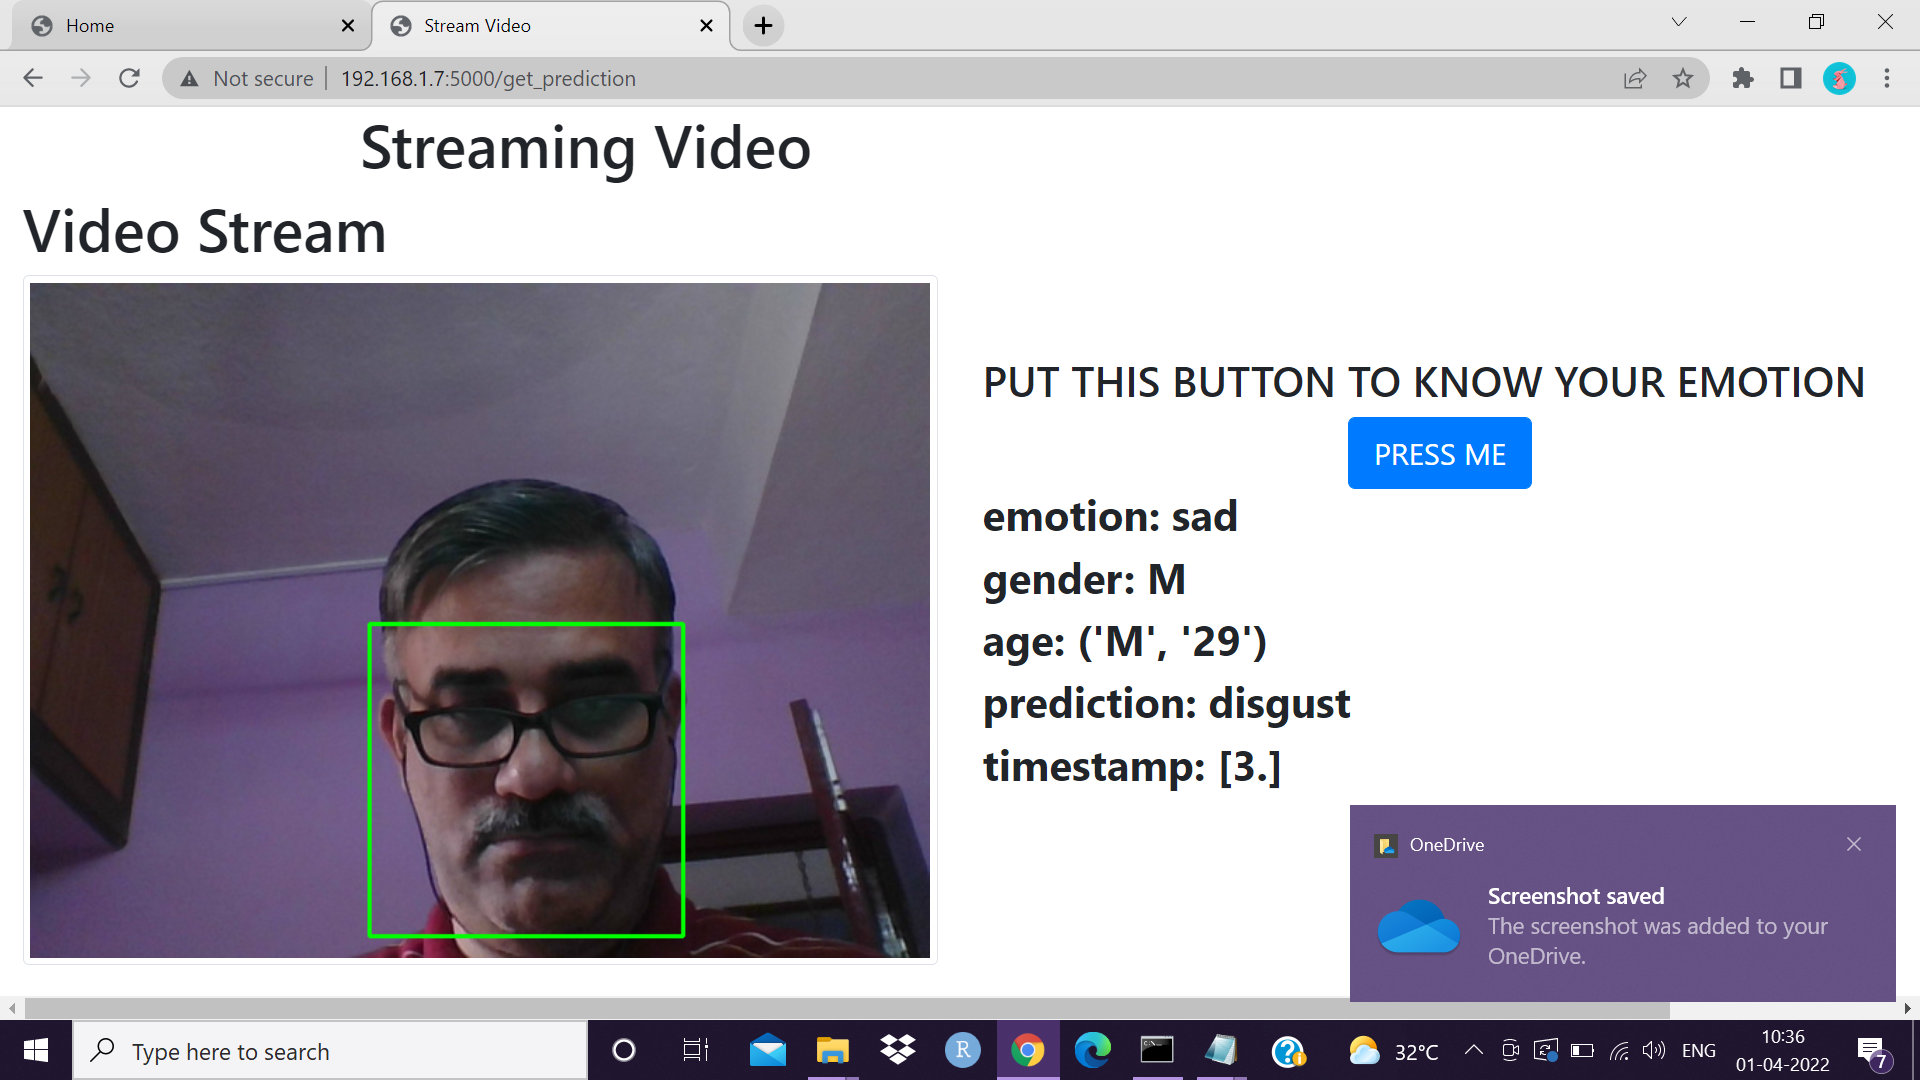 Home
Stream Video
Not secure
192.168.1.7:5000/get_prediction
Streaming Video
Video Stream
PUT THIS BUTTON TO KNOW YOUR EMOTION
PRESS ME
emotion: sad
gender: M
age: ('M', '29')
prediction: disgust
timestamp: [3.]
OneDrive
Screenshot saved
The screenshot was added to your
OneDrive.
Type here to search
R
32°C
ENG
10:36
01-04-2022
7